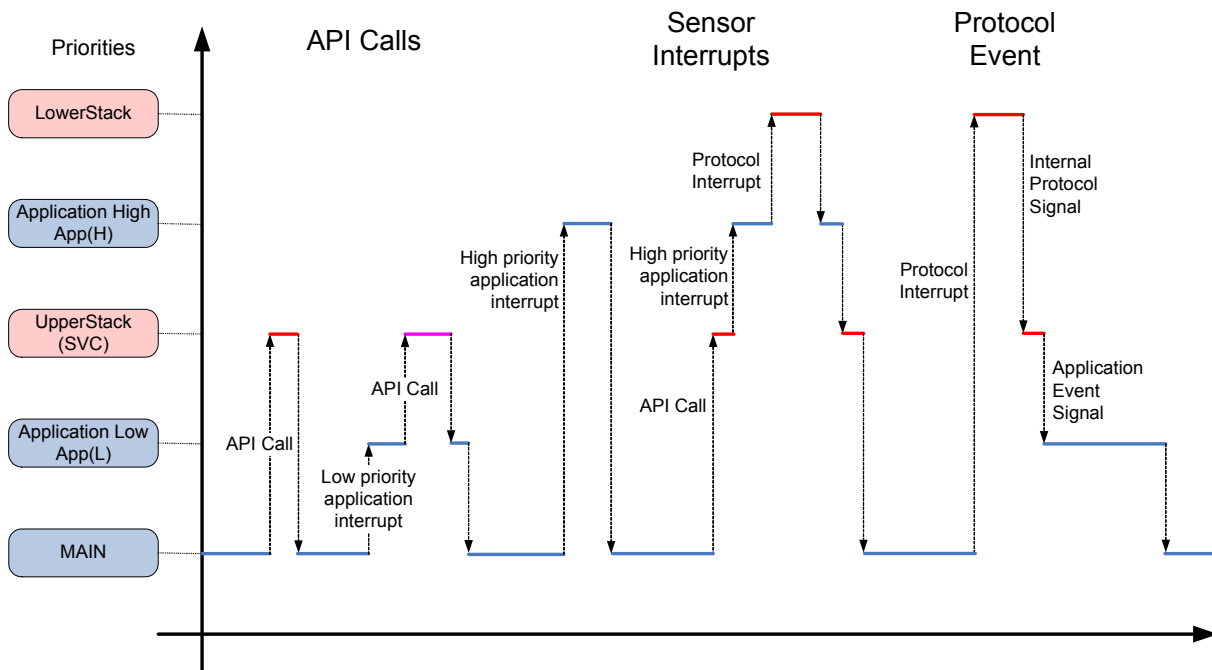 Priorities
API Calls
Sensor
Interrupts
Protocol
Event
LowerStack
Application High
App(H)
UpperStack
(SVC)
Application Low
App(L)
MAIN
API Call
Low priority
application
interrupt
API Call
High priority
application
interrupt
API Call
High priority
application
interrupt
Protocol
Interrupt
Protocol
Interrupt
Internal
Protocol
Signal
Application
Event
Signal